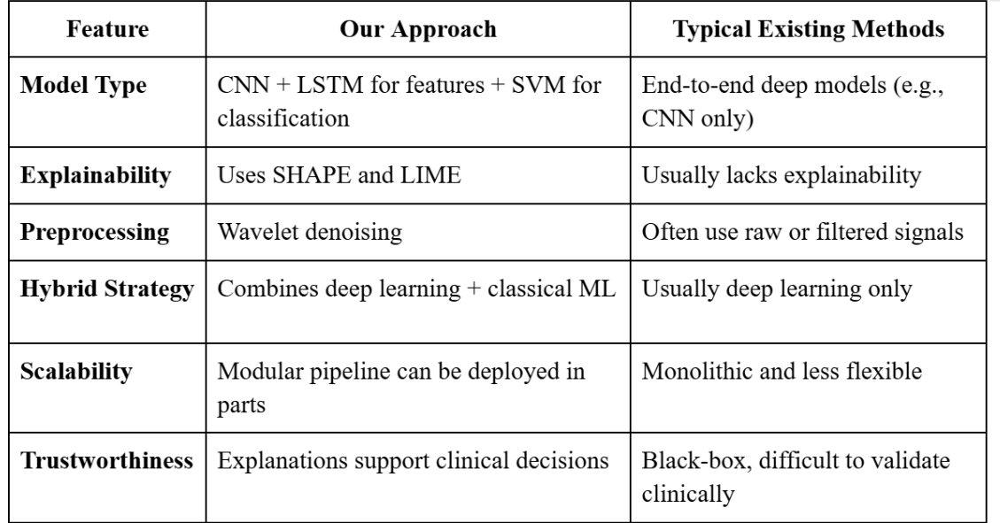 Feature Our Approach Typical Existing Methods
Model Type CNN + LSTM for features + SVM for End-to-end deep models (e.g.,
classification CNN only)
Explainability Uses SHAPE and LIME Usually lacks explainability
Preprocessing Wavelet denoising Often use raw or filtered signals
Hybrid Strategy Combines deep learning + classical ML Usually deep learning only
Scalability Modular pipeline can be deployed in Monolithic and less flexible
parts
Trustworthiness Explanations support clinical decisions Black-box, difficult to validate
clinically